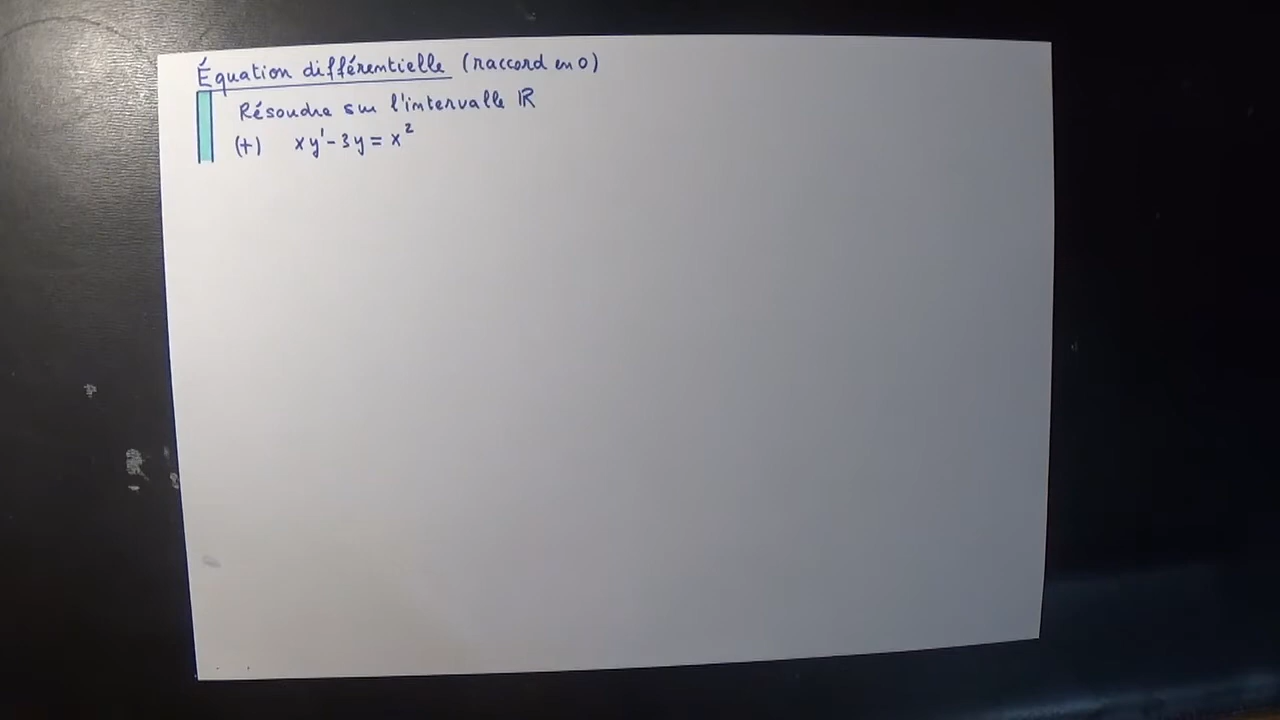 Équation différentielle (raccord en 0)
Résoudre sur l'intervalle ℝ
(+) xy' - 3y = x²